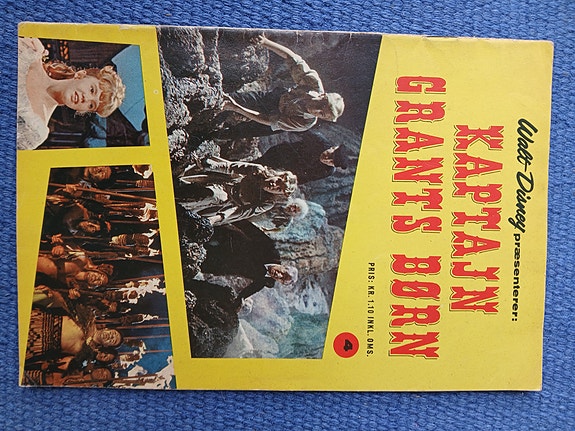 Walt Disney præsenterer:
KAPTAJN
GRANTS BØRN
PRIS: KR. 1.10 INKL. OMS.
4